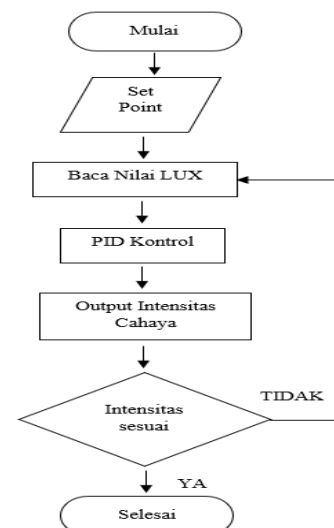 Mulai
Set
Point
Baca Nilai LUX
PID Kontrol
Output Intensitas
Cahaya
Intensitas
sesuai
TIDAK
YA
Selesai